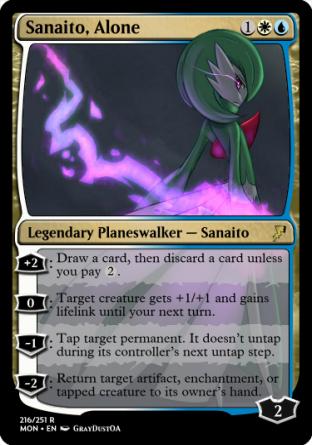 Sanaito, Alone 1
Legendary Planeswalker — Sanaito
+2: Draw a card, then discard a card unless
you pay 2.
0: Target creature gets +1/+1 and gains
lifelink until your next turn.
-1: Tap target permanent. It doesn't untap
during its controller's next untap step.
-2: Return target artifact, enchantment, or
tapped creature to its owner's hand.
2
216/251 R
MON • EN GrayDustOA